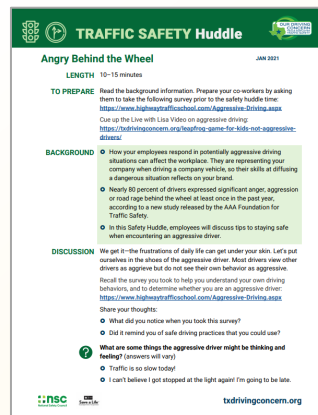 TRAFFIC SAFETY Huddle
OUR DRIVING
CONCERN
Angry Behind the Wheel
JAN 2021
LENGTH 10–15 minutes
TO PREPARE Read the background information. Prepare your co-workers by asking
them to take the following survey prior to the safety huddle time:
https://www.highwaytrafficschool.com/Aggressive-Driving.aspx
Cue up the Live with Lisa Video on aggressive driving:
https://txdrivingconcern.org/leapfrog-game-for-kids-not-aggressive-
drivers/
BACKGROUND How your employees respond in potentially aggressive driving
situations can affect the workplace. They are representing your
company when driving a company vehicle, so their skills at diffusing
a dangerous situation reflects on your brand.
Nearly 80 percent of drivers expressed significant anger, aggression
or road rage behind the wheel at least once in the past year,
according to a new study released by the AAA Foundation for
Traffic Safety.
In this Safety Huddle, employees will discuss tips to staying safe
when encountering an aggressive driver.
DISCUSSION We get it—the frustrations of daily life can get under your skin. Let's put
ourselves in the shoes of the aggressive driver. Most drivers view other
drivers as aggrieve but do not see their own behavior as aggressive.
Recall the survey you took to help you understand your own driving
behaviors, and to determine whether you are an aggressive driver:
https://www.highwaytrafficschool.com/Aggressive-Driving.aspx
Share your thoughts:
What did you notice when you took this survey?
Did it remind you of safe driving practices that you could use?
? What are some things the aggressive driver might be thinking and
feeling? (answers will vary)
Traffic is so slow today!
I can't believe I got stopped at the light again! I'm going to be late.
nsc
National Safety Council
Save a Life
txdrivingconcern.org